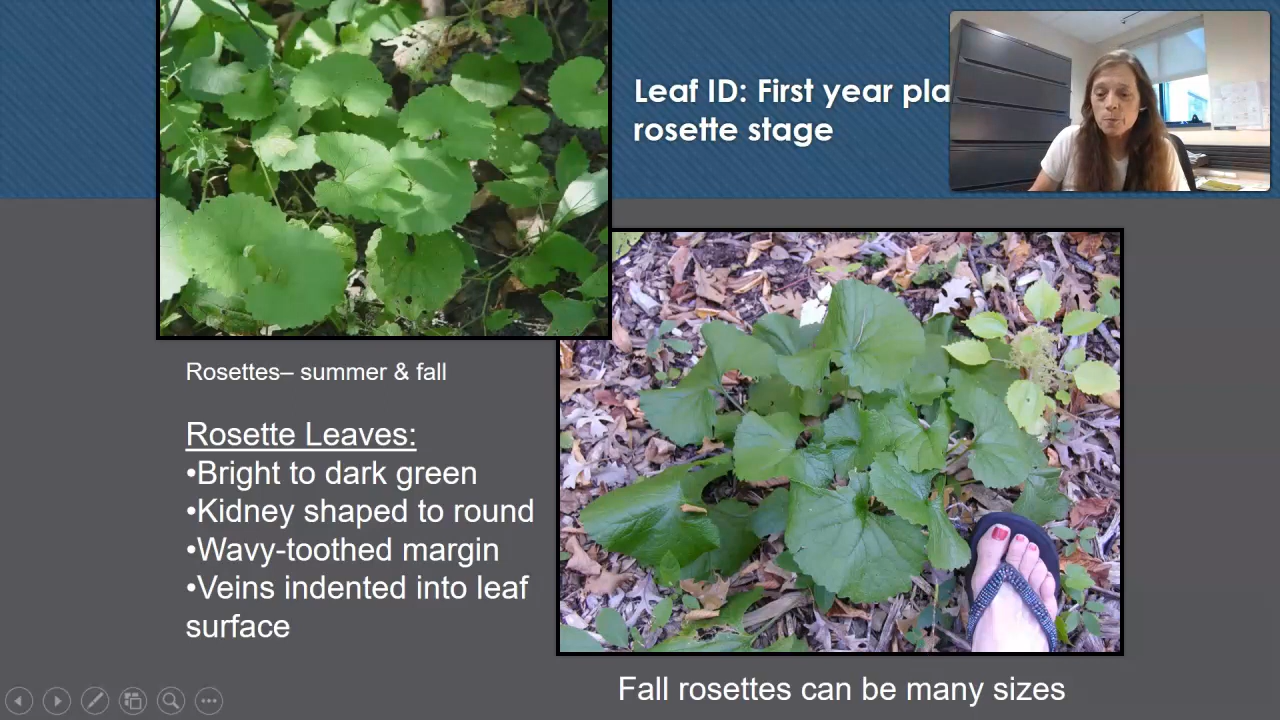 Leaf ID: First year pla
rosette stage
Rosettes– summer & fall
Rosette Leaves:
•Bright to dark green
•Kidney shaped to round
•Wavy-toothed margin
•Veins indented into leaf
surface
Fall rosettes can be many sizes